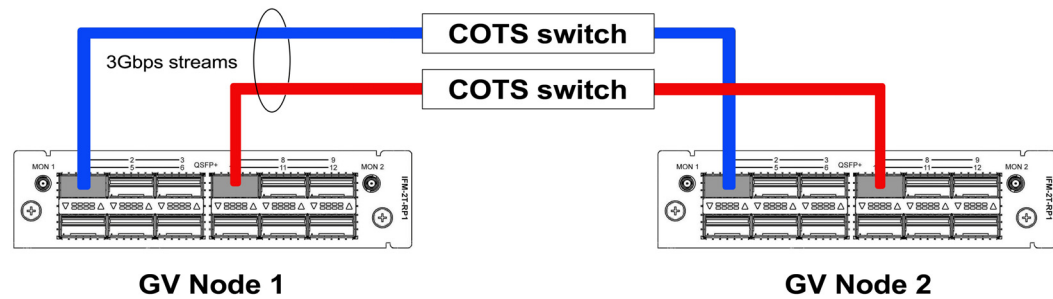 COTS switch
3Gbps streams
COTS switch
MON 1
2
3
QSFP+
8
9
MON 2
5
6
11
12
IFM-2T-RP1
MON 1
2
3
QSFP+
8
9
MON 2
5
6
11
12
IFM-2T-RP1
GV Node 1
GV Node 2